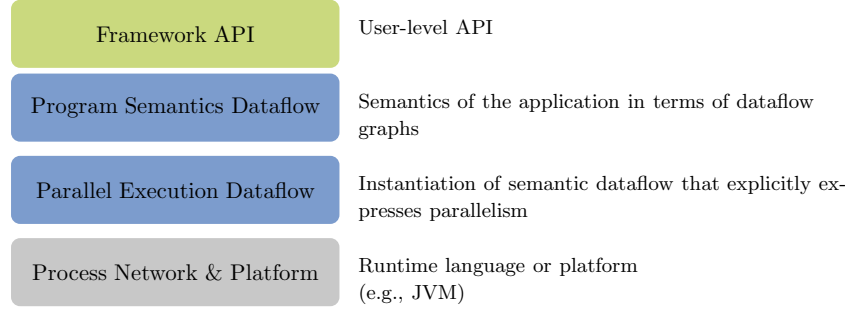 Framework API
User-level API
Program Semantics Dataflow
Semantics of the application in terms of dataflow
graphs
Parallel Execution Dataflow
Instantiation of semantic dataflow that explicitly ex-
presses parallelism
Process Network & Platform
Runtime language or platform
(e.g., JVM)